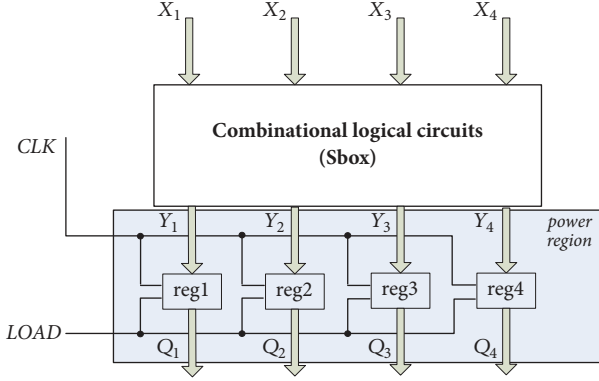 X₁ X₂ X₃ X₄
Combinational logical circuits
(Sbox)
CLK
Y₁ Y₂ Y₃ Y₄
power
region
reg1 reg2 reg3 reg4
LOAD
Q₁ Q₂ Q₃ Q₄